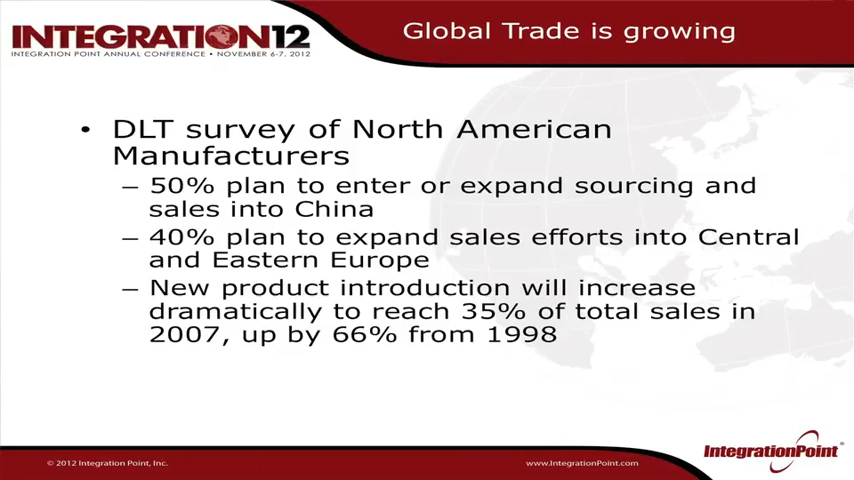 INTEGRATION12
INTEGRATION POINT ANNUAL CONFERENCE • NOVEMBER 6-7, 2012
Global Trade is growing
• DLT survey of North American
Manufacturers
– 50% plan to enter or expand sourcing and
sales into China
– 40% plan to expand sales efforts into Central
and Eastern Europe
– New product introduction will increase
dramatically to reach 35% of total sales in
2007, up by 66% from 1998
© 2012 Integration Point, Inc.
www.IntegrationPoint.com
IntegrationPoint®